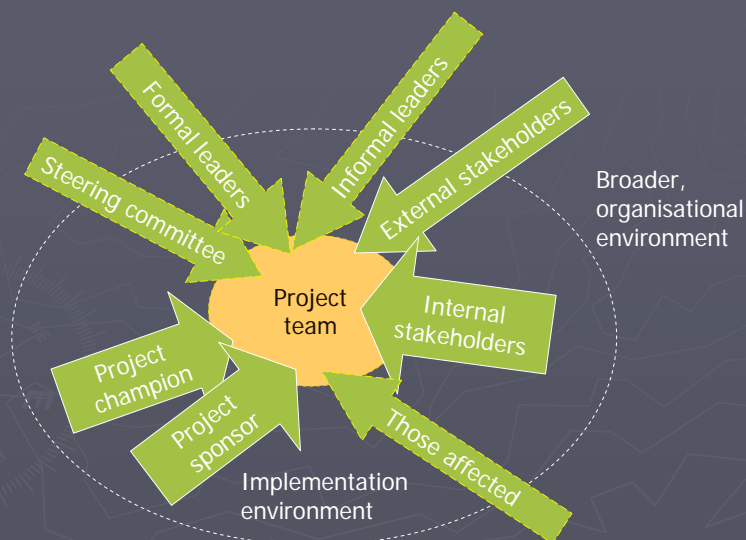 Formal leaders
Informal leaders
Steering committee
External stakeholders
Broader,
organisational
environment
Project
team
Internal
stakeholders
Project
champion
Project
sponsor
Those affected
Implementation
environment